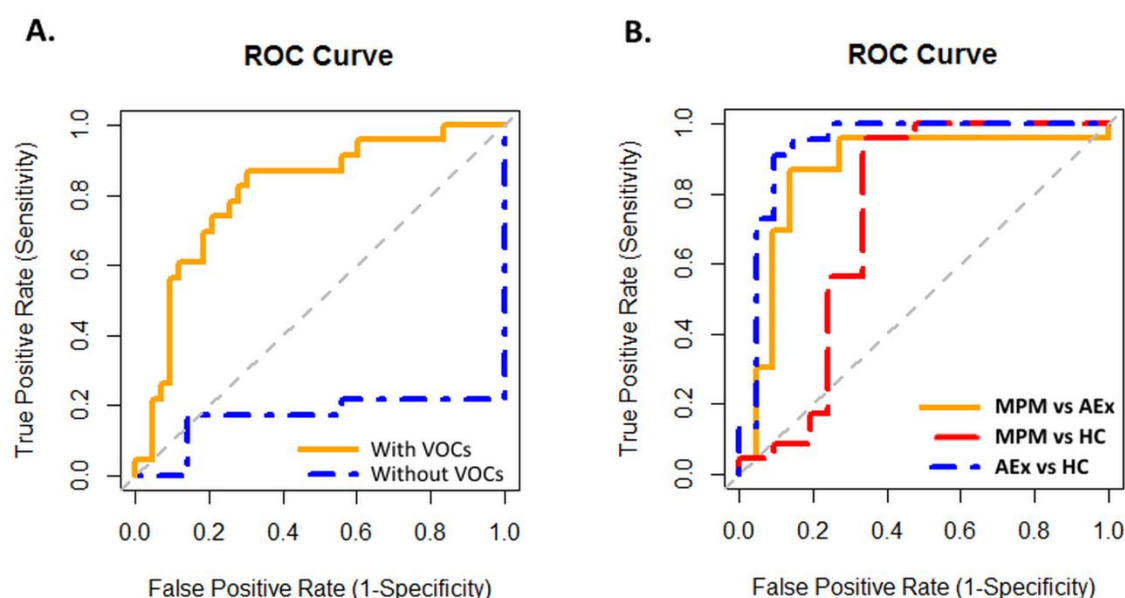 A.
ROC Curve
True Positive Rate (Sensitivity)
1.0
0.8
0.6
0.4
0.2
0.0
With VOCs
Without VOCs
0.0 0.2 0.4 0.6 0.8 1.0
False Positive Rate (1-Specificity)
B.
ROC Curve
True Positive Rate (Sensitivity)
1.0
0.8
0.6
0.4
0.2
0.0
MPM vs AEx
MPM vs HC
AEx vs HC
0.0 0.2 0.4 0.6 0.8 1.0
False Positive Rate (1-Specificity)